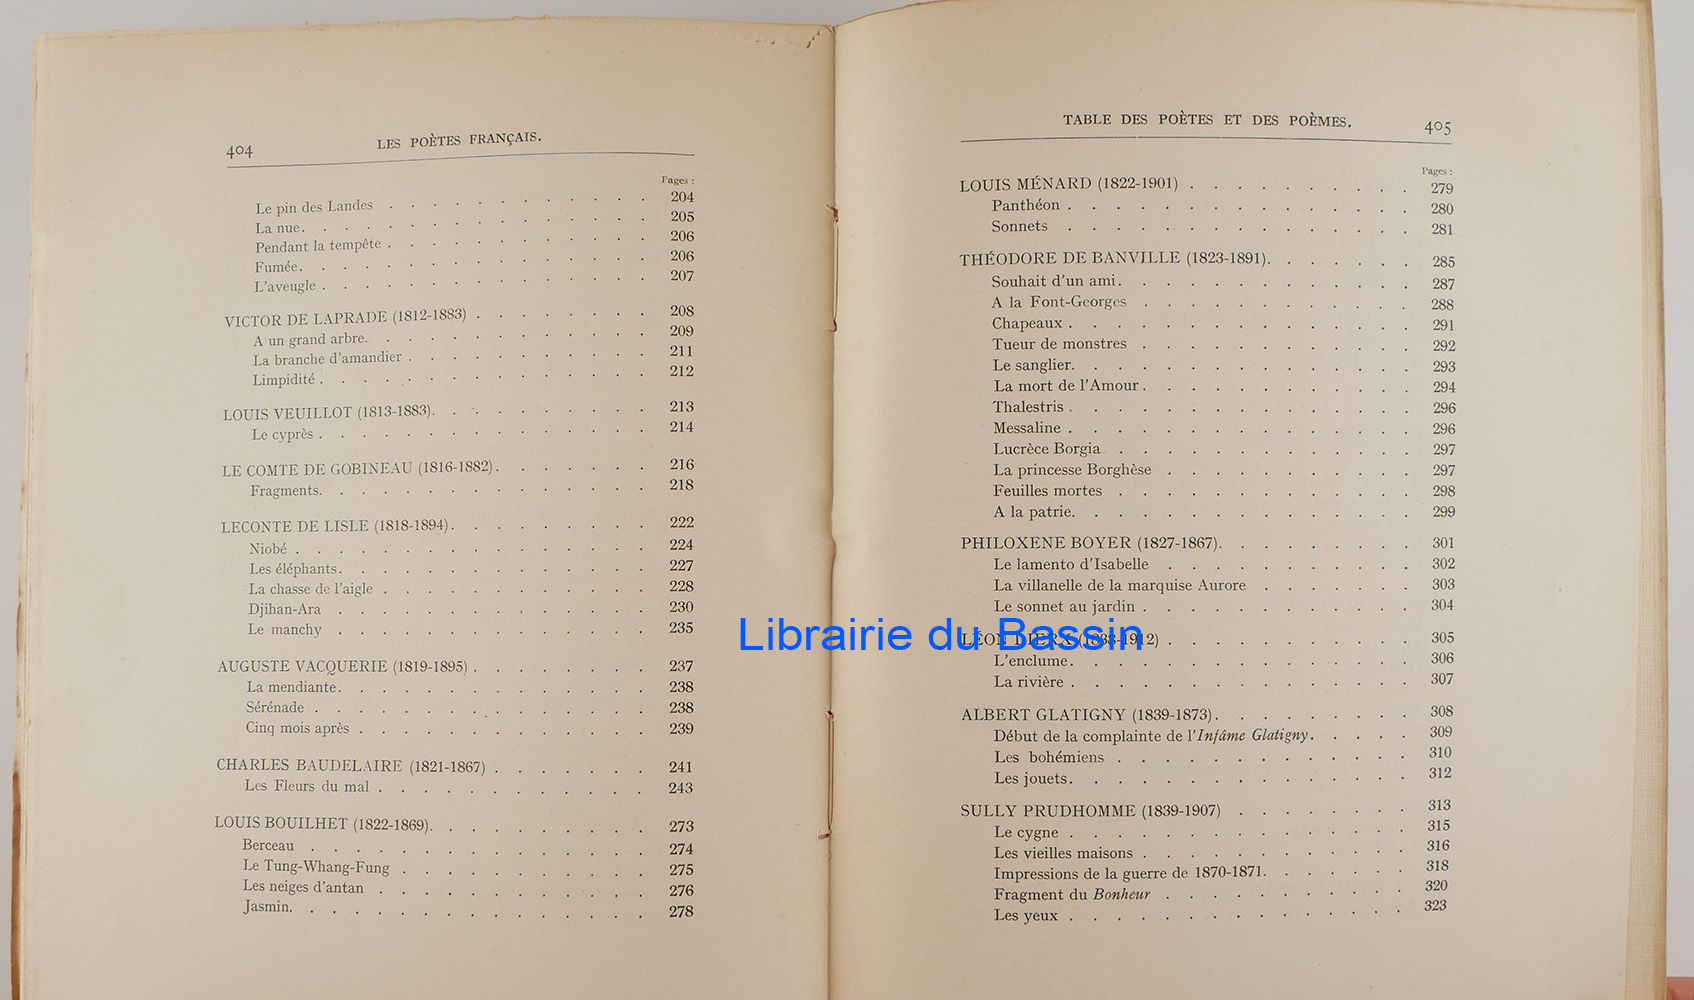 404 LES POÈTES FRANÇAIS.
Pages :
Le pin des Landes . . . . . . . . . . . 204
La nue. . . . . . . . . . . . . . 205
Pendant la tempête . . . . . . . . . . . 206
Fumée. . . . . . . . . . . . . . 206
L'aveugle . . . . . . . . . . . . . 207
VICTOR DE LAPRADE (1812-1883) . . . . . . . . 208
A un grand arbre. . . . . . . . . . . . 209
La branche d'amandier . . . . . . . . . . 211
Limpidité . . . . . . . . . . . . . 212
LOUIS VEUILLOT (1813-1883). . . . . . . . . 213
Le cyprès . . . . . . . . . . . . . 214
LE COMTE DE GOBINEAU (1816-1882). . . . . . . 216
Fragments. . . . . . . . . . . . . 218
LECONTE DE LISLE (1818-1894). . . . . . . . 222
Niobé . . . . . . . . . . . . . . 224
Les éléphants. . . . . . . . . . . . . 227
La chasse de l'aigle . . . . . . . . . . . 228
Djihan-Ara . . . . . . . . . . . . . 230
Le manchy . . . . . . . . . . . . . 235
AUGUSTE VACQUERIE (1819-1895) . . . . . . . . 237
La mendiante. . . . . . . . . . . . . 238
Sérénade . . . . . . . . . . . . . 238
Cinq mois après . . . . . . . . . . . . 239
CHARLES BAUDELAIRE (1821-1867) . . . . . . . 241
Les Fleurs du mal . . . . . . . . . . . 243
LOUIS BOUILHET (1822-1869). . . . . . . . . 273
Berceau . . . . . . . . . . . . . 274
Le Tung-Whang-Fung . . . . . . . . . . 275
Les neiges d'antan . . . . . . . . . . . 276
Jasmin. . . . . . . . . . . . . . 278
TABLE DES POÈTES ET DES POÈMES. 405
Pages :
LOUIS MÉNARD (1822-1901) . . . . . . . . . . 279
Panthéon . . . . . . . . . . . . . . . 280
Sonnets . . . . . . . . . . . . . . . 281
THÉODORE DE BANVILLE (1823-1891). . . . . . . 285
Souhait d'un ami. . . . . . . . . . . . . 287
A la Font-Georges . . . . . . . . . . . . 288
Chapeaux . . . . . . . . . . . . . . . 291
Tueur de monstres . . . . . . . . . . . . 292
Le sanglier. . . . . . . . . . . . . . . 293
La mort de l'Amour . . . . . . . . . . . . 294
Thalestris . . . . . . . . . . . . . . . 296
Messaline . . . . . . . . . . . . . . . 296
Lucrèce Borgia . . . . . . . . . . . . . 297
La princesse Borghèse . . . . . . . . . . . 297
Feuilles mortes . . . . . . . . . . . . . 298
A la patrie. . . . . . . . . . . . . . . 299
PHILOXENE BOYER (1827-1867). . . . . . . . . 301
Le lamento d'Isabelle . . . . . . . . . . . 302
La villanelle de la marquise Aurore . . . . . . . 303
Le sonnet au jardin . . . . . . . . . . . . 304
Librairie du Bassin
LÉON DIERX (1838-1912) . . . . . . . . . . . 305
L'enclume. . . . . . . . . . . . . . . 306
La rivière . . . . . . . . . . . . . . . 307
ALBERT GLATIGNY (1839-1873). . . . . . . . . 308
Début de la complainte de l'Infâme Glatigny. . . . . 309
Les bohémiens . . . . . . . . . . . . . 310
Les jouets. . . . . . . . . . . . . . . 312
SULLY PRUDHOMME (1839-1907) . . . . . . . . 313
Le cygne . . . . . . . . . . . . . . . 315
Les vieilles maisons . . . . . . . . . . . . 316
Impressions de la guerre de 1870-1871. . . . . . . 318
Fragment du Bonheur . . . . . . . . . . . 320
Les yeux . . . . . . . . . . . . . . . 323